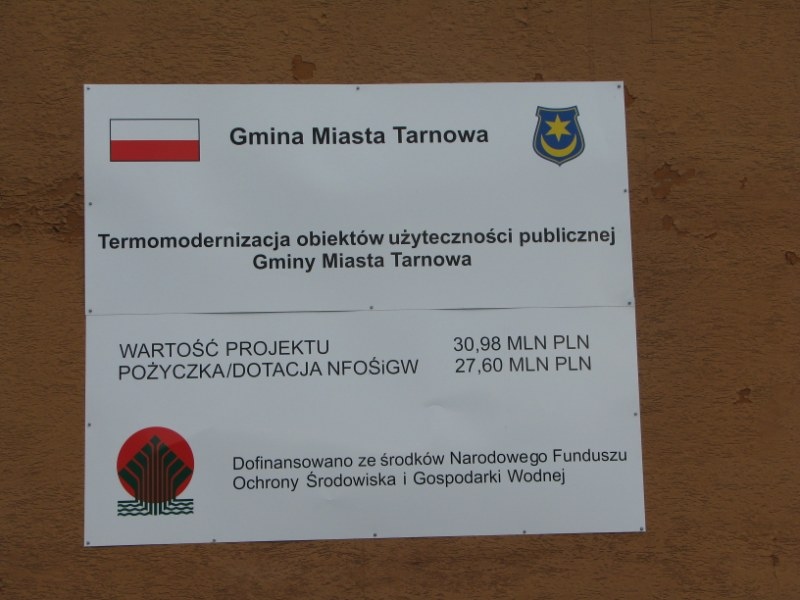 Gmina Miasta Tarnowa
Termomodernizacja obiektów użyteczności publicznej
Gminy Miasta Tarnowa
WARTOŚĆ PROJEKTU 30,98 MLN PLN
POŻYCZKA/DOTACJA NFOŚiGW 27,60 MLN PLN
Dofinansowano ze środków Narodowego Funduszu
Ochrony Środowiska i Gospodarki Wodnej